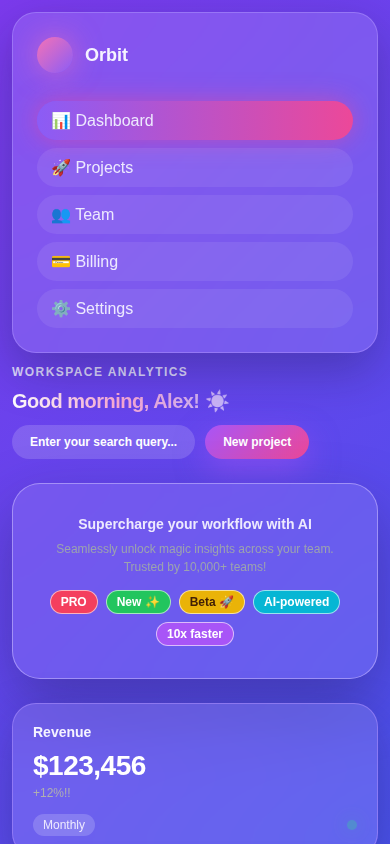 Orbit
📊 Dashboard
🚀 Projects
👥 Team
💳 Billing
⚙️ Settings
WORKSPACE ANALYTICS
Good morning, Alex! ☀️
Enter your search query...
New project
Supercharge your workflow with AI
Seamlessly unlock magic insights across your team.
Trusted by 10,000+ teams!
PRO
New ✨
Beta 🚀
AI-powered
10x faster
Revenue
$123,456
+12%!!
Monthly